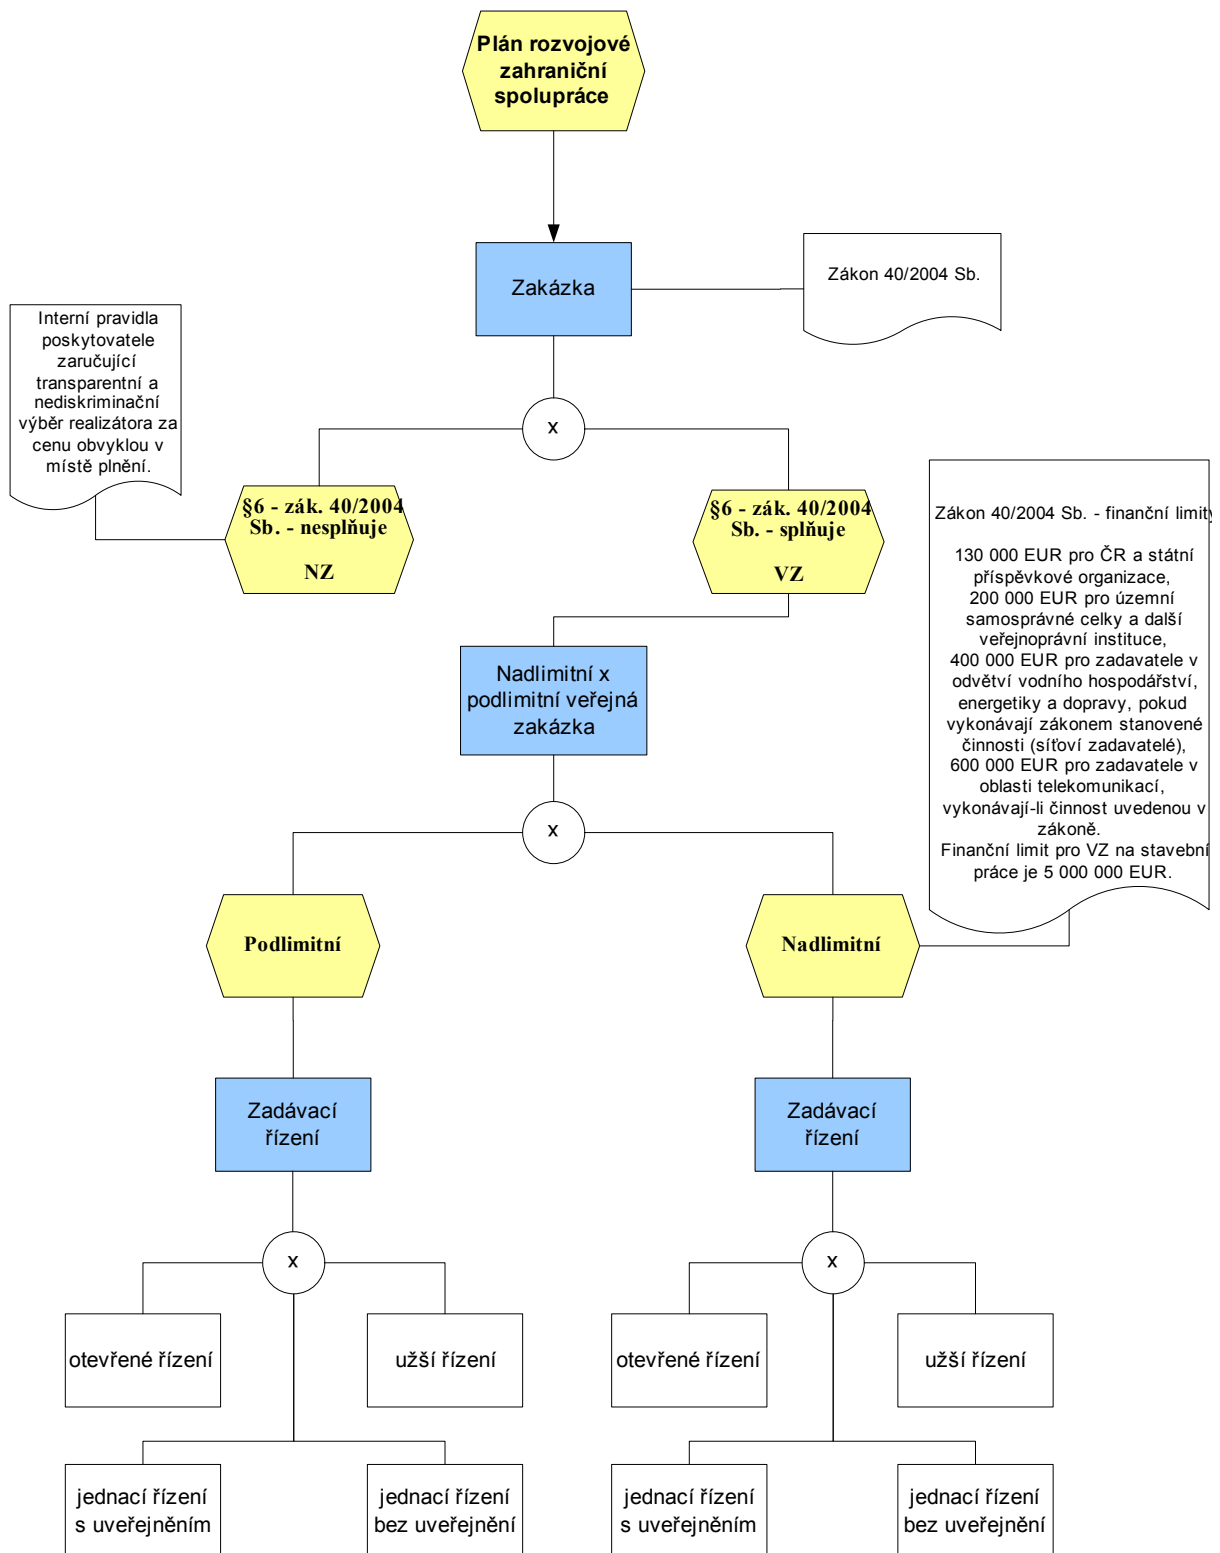 Plán rozvojové
zahraniční
spolupráce
Zakázka
Zákon 40/2004 Sb.
Interní pravidla
poskytovatele
zaručující
transparentní a
nediskriminační
výběr realizátora za
cenu obvyklou v
místě plnění.
x
§6 - zák. 40/2004
Sb. - nesplňuje
NZ
§6 - zák. 40/2004
Sb. - splňuje
VZ
Zákon 40/2004 Sb. - finanční limity
130 000 EUR pro ČR a státní
příspěvkové organizace,
200 000 EUR pro územní
samosprávné celky a další
veřejnoprávní instituce,
400 000 EUR pro zadavatele v
odvětví vodního hospodářství,
energetiky a dopravy, pokud
vykonávají zákonem stanovené
činnosti (síťoví zadavatelé),
600 000 EUR pro zadavatele v
oblasti telekomunikací,
vykonávají-li činnost uvedenou v
zákoně.
Finanční limit pro VZ na stavební
práce je 5 000 000 EUR.
Nadlimitní x
podlimitní veřejná
zakázka
x
Podlimitní
Nadlimitní
Zadávací
řízení
Zadávací
řízení
x
x
otevřené řízení
užší řízení
otevřené řízení
užší řízení
jednací řízení
s uveřejněním
jednací řízení
bez uveřejnění
jednací řízení
s uveřejněním
jednací řízení
bez uveřejnění